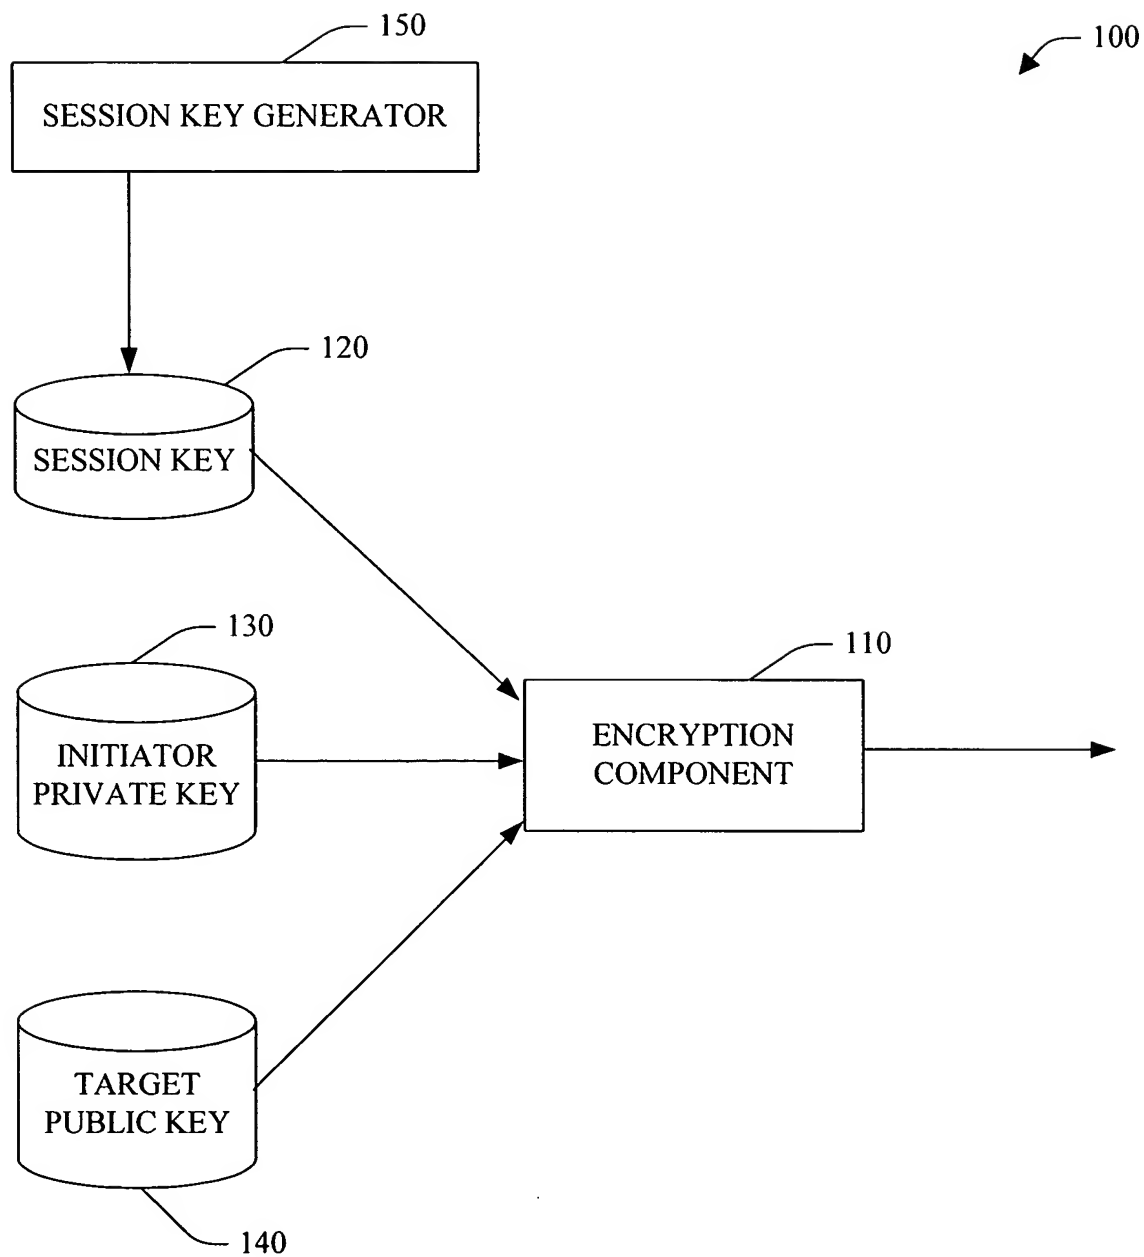 150
100
SESSION KEY GENERATOR
120
SESSION KEY
130
INITIATOR
PRIVATE KEY
110
ENCRYPTION
COMPONENT
TARGET
PUBLIC KEY
140